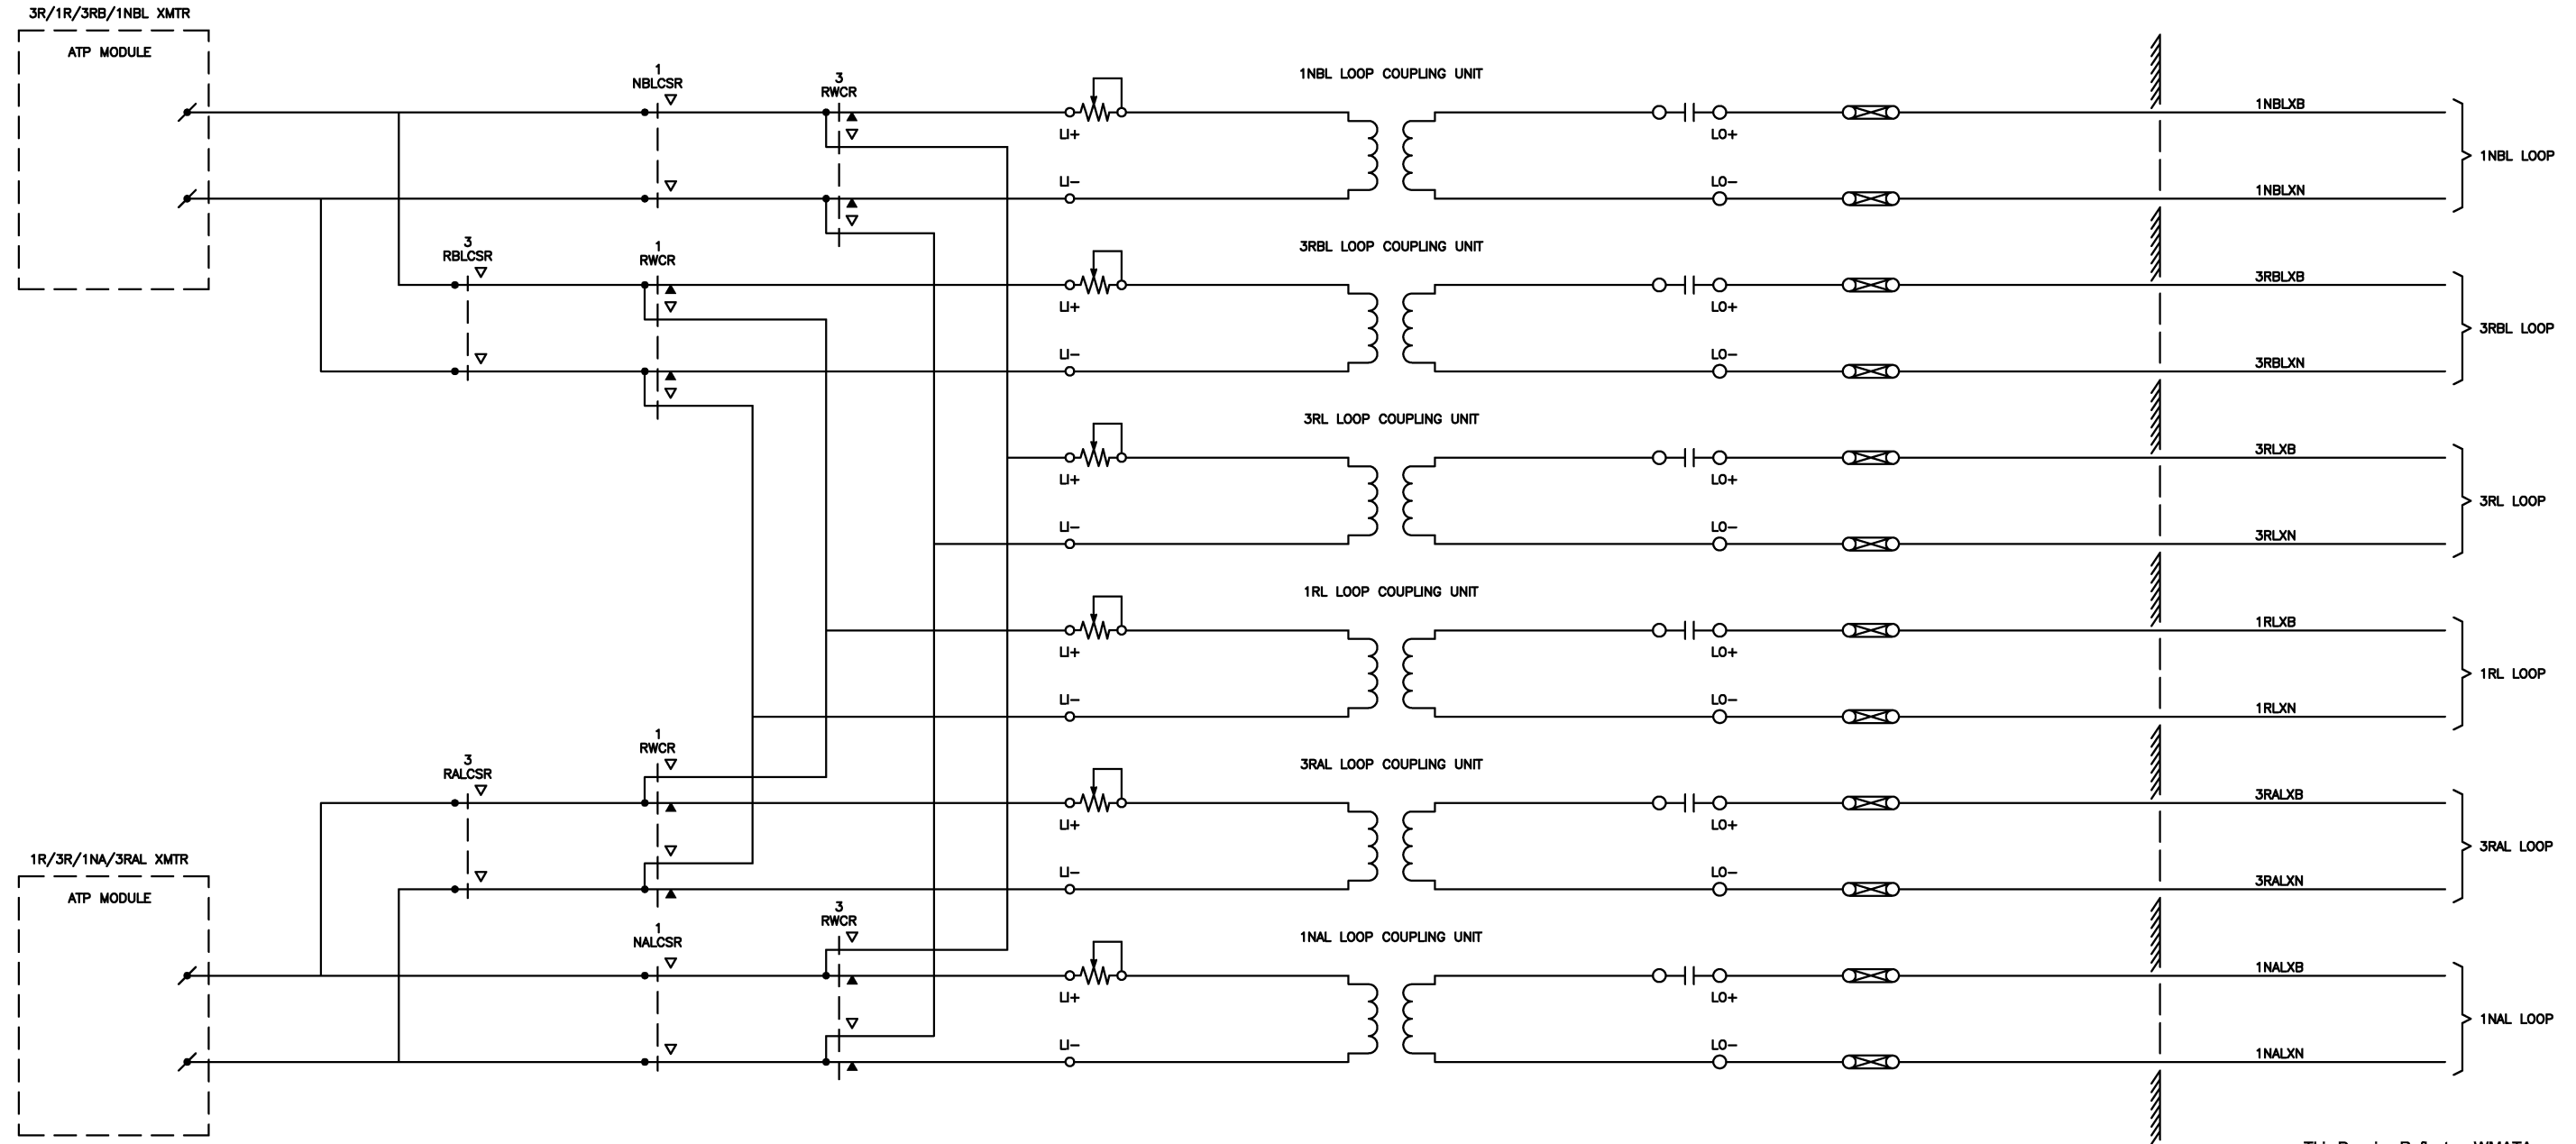 3R/1R/3RB/1NBL XMTR
ATP MODULE
1
NBLCSR
3
RWCR
1NBL LOOP COUPLING UNIT
LI+
LI-
LO+
LO-
1NBLXB
1NBLXN
1NBL LOOP
3
RBLCSR
1
RWCR
3RBL LOOP COUPLING UNIT
LI+
LI-
LO+
LO-
3RBLXB
3RBLXN
3RBL LOOP
3RL LOOP COUPLING UNIT
LI+
LI-
LO+
LO-
3RLXB
3RLXN
3RL LOOP
1RL LOOP COUPLING UNIT
LI+
LI-
LO+
LO-
1RLXB
1RLXN
1RL LOOP
3
RALCSR
1
RWCR
3RAL LOOP COUPLING UNIT
LI+
LI-
LO+
LO-
3RALXB
3RALXN
3RAL LOOP
1R/3R/1NA/3RAL XMTR
ATP MODULE
1
NALCSR
3
RWCR
1NAL LOOP COUPLING UNIT
LI+
LI-
LO+
LO-
1NALXB
1NALXN
1NAL LOOP